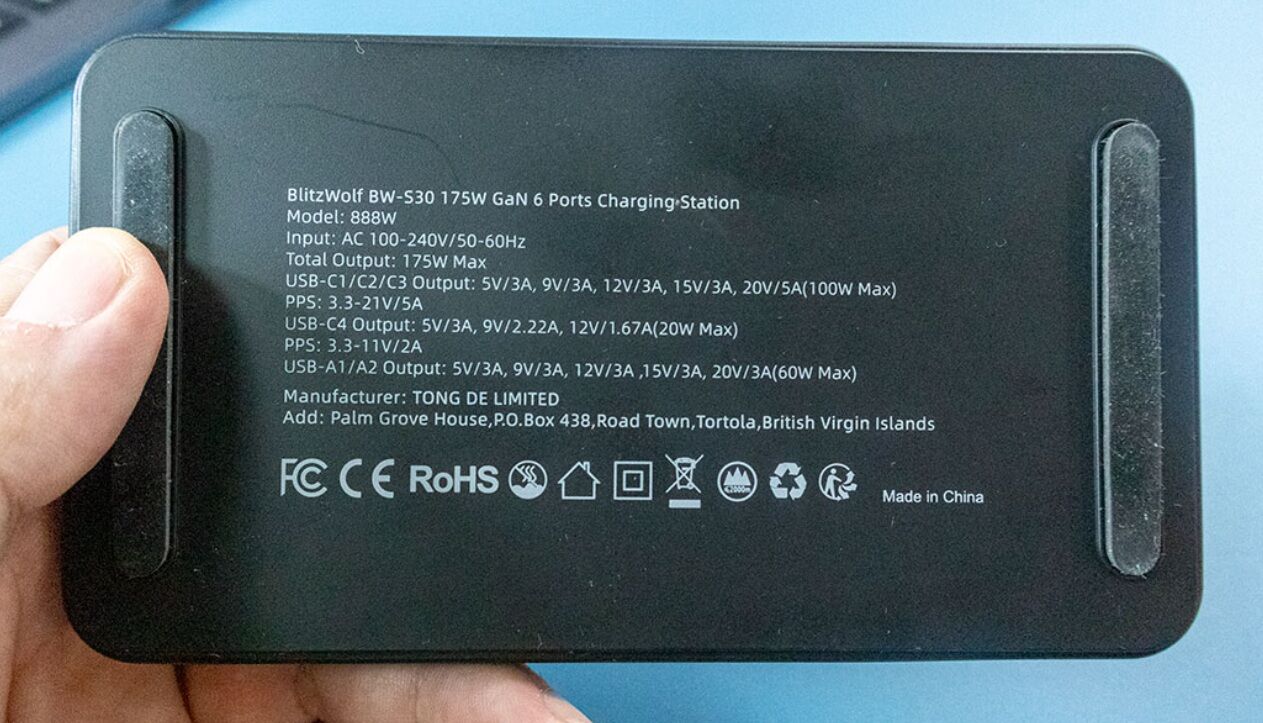 BlitzWolf BW-S30 175W GaN 6 Ports Charging Station
Model: 888W
Input: AC 100-240V/50-60Hz
Total Output: 175W Max
USB-C1/C2/C3 Output: 5V/3A, 9V/3A, 12V/3A, 15V/3A, 20V/5A(100W Max)
PPS: 3.3-21V/5A
USB-C4 Output: 5V/3A, 9V/2.22A, 12V/1.67A(20W Max)
PPS: 3.3-11V/2A
USB-A1/A2 Output: 5V/3A, 9V/3A, 12V/3A ,15V/3A, 20V/3A(60W Max)
Manufacturer: TONG DE LIMITED
Add: Palm Grove House,P.O.Box 438,Road Town,Tortola,British Virgin Islands
FC CE RoHS Made in China